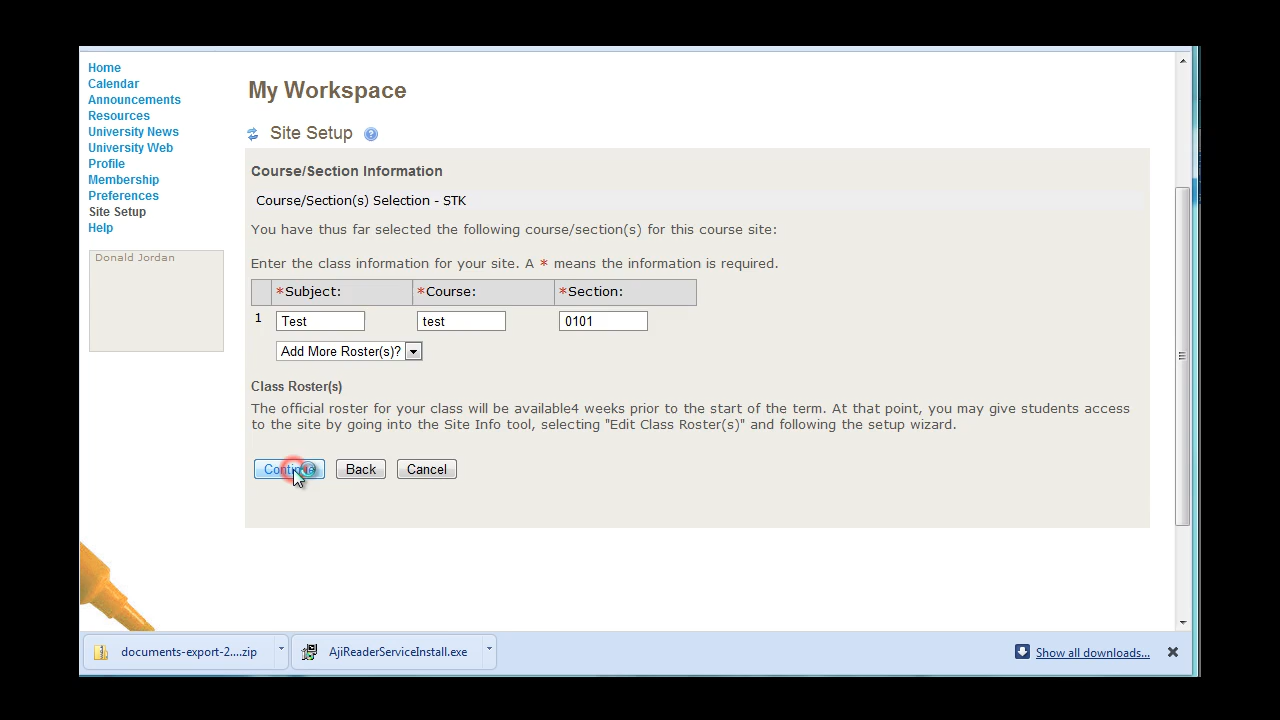 Home
Calendar
Announcements
Resources
University News
University Web
Profile
Membership
Preferences
Site Setup
Help
Donald Jordan
My Workspace
Site Setup ?
Course/Section Information
Course/Section(s) Selection - STK
You have thus far selected the following course/section(s) for this course site:
Enter the class information for your site. A * means the information is required.
*Subject: *Course: *Section:
1 Test test 0101
Add More Roster(s)?
Class Roster(s)
The official roster for your class will be available4 weeks prior to the start of the term. At that point, you may give students access
to the site by going into the Site Info tool, selecting "Edit Class Roster(s)" and following the setup wizard.
Continue Back Cancel
documents-export-2....zip AjiReaderServiceInstall.exe Show all downloads...